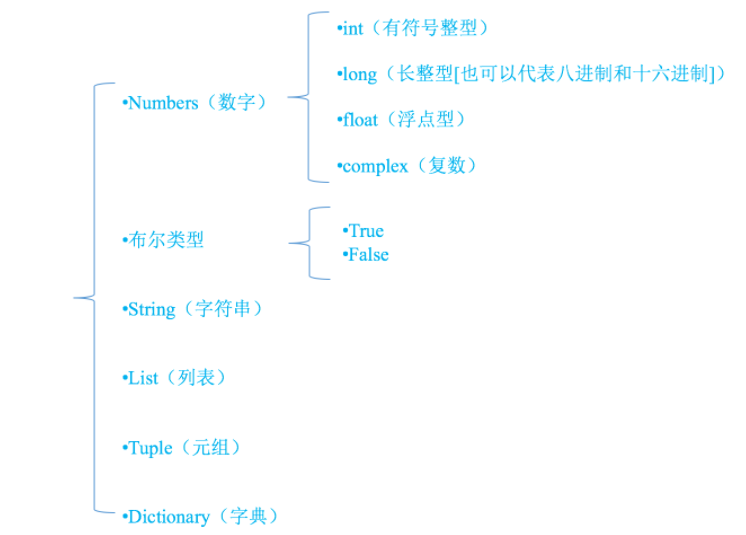 •Numbers（数字）
•int（有符号整型）
•long（长整型[也可以代表八进制和十六进制]）
•float（浮点型）
•complex（复数）
•布尔类型
•True
•False
•String（字符串）
•List（列表）
•Tuple（元组）
•Dictionary（字典）